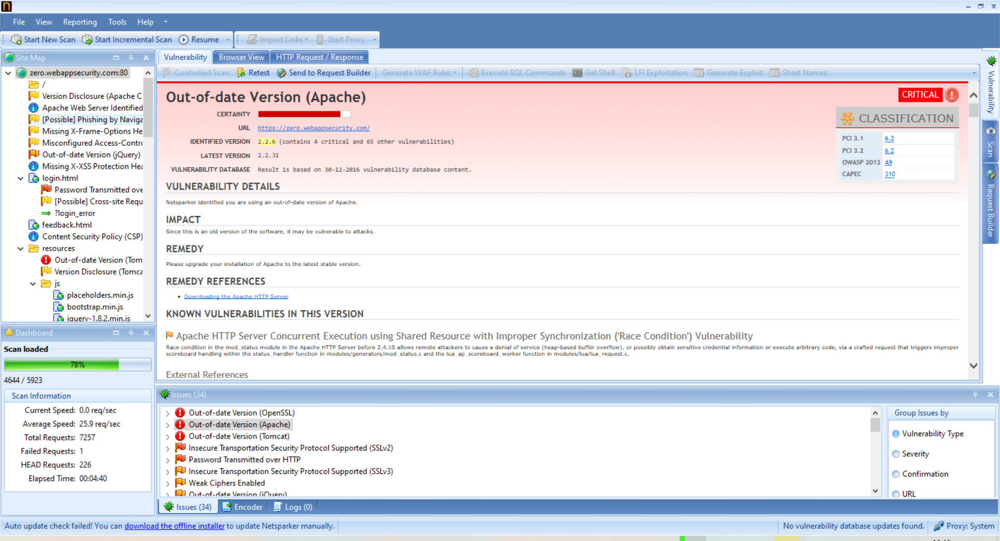 File View Reporting Tools Help
Start New Scan Start Incremental Scan Resume Import Links Start Proxy
Site Map
zero.webappsecurity.com:80
/
Version Disclosure (Apache C
Apache Web Server Identified
[Possible] Phishing by Naviga
Missing X-Frame-Options He
Misconfigured Access-Contro
Out-of-date Version (jQuery)
Missing X-XSS Protection Hea
login.html
Password Transmitted ove
[Possible] Cross-site Requ
?login_error
feedback.html
Content Security Policy (CSP)
resources
Out-of-date Version (Tom
Version Disclosure (Tomca
js
placeholders.min.js
bootstrap.min.js
jquery-1.8.2.min.js
Dashboard
Scan loaded
78%
4644 / 5923
Scan Information
Current Speed: 0.0 req/sec
Average Speed: 25.9 req/sec
Total Requests: 7257
Failed Requests: 1
HEAD Requests: 226
Elapsed Time: 00:04:40
Vulnerability Browser View HTTP Request / Response
Controlled Scan Retest Send to Request Builder Generate WAF Rules Execute SQL Commands Get Shell LFI Exploitation Generate Exploit Short Names
Out-of-date Version (Apache)
CERTAINTY
URL https://zero.webappsecurity.com/
IDENTIFIED VERSION 2.2.6 (contains 4 critical and 65 other vulnerabilities)
LATEST VERSION 2.2.31
VULNERABILITY DATABASE Result is based on 30-12-2016 vulnerability database content.
CRITICAL
CLASSIFICATION
PCI 3.1 6.2
PCI 3.2 6.2
OWASP 2013 A9
CAPEC 310
VULNERABILITY DETAILS
Netsparker identified you are using an out-of-date version of Apache.
IMPACT
Since this is an old version of the software, it may be vulnerable to attacks.
REMEDY
Please upgrade your installation of Apache to the latest stable version.
REMEDY REFERENCES
Downloading the Apache HTTP Server
KNOWN VULNERABILITIES IN THIS VERSION
Apache HTTP Server Concurrent Execution using Shared Resource with Improper Synchronization ('Race Condition') Vulnerability
Race condition in the mod_status module in the Apache HTTP Server before 2.4.10 allows remote attackers to cause a denial of service (heap-based buffer overflow), or possibly obtain sensitive credential information or execute arbitrary code, via a crafted request that triggers improper
scoreboard handling within the status_handler function in modules/generators/mod_status.c and the lua_ap_scoreboard_worker function in modules/lua/lua_request.c.
External References
Vulnerability
Scan
Request Builder
Issues (34)
Out-of-date Version (OpenSSL)
Out-of-date Version (Apache)
Out-of-date Version (Tomcat)
Insecure Transportation Security Protocol Supported (SSLv2)
Password Transmitted over HTTP
Insecure Transportation Security Protocol Supported (SSLv3)
Weak Ciphers Enabled
Out-of-date Version (jQuery)
Group Issues by
Vulnerability Type
Severity
Confirmation
URL
Issues (34) Encoder Logs (0)
Auto update check failed! You can download the offline installer to update Netsparker manually.
No vulnerability database updates found. Proxy: System